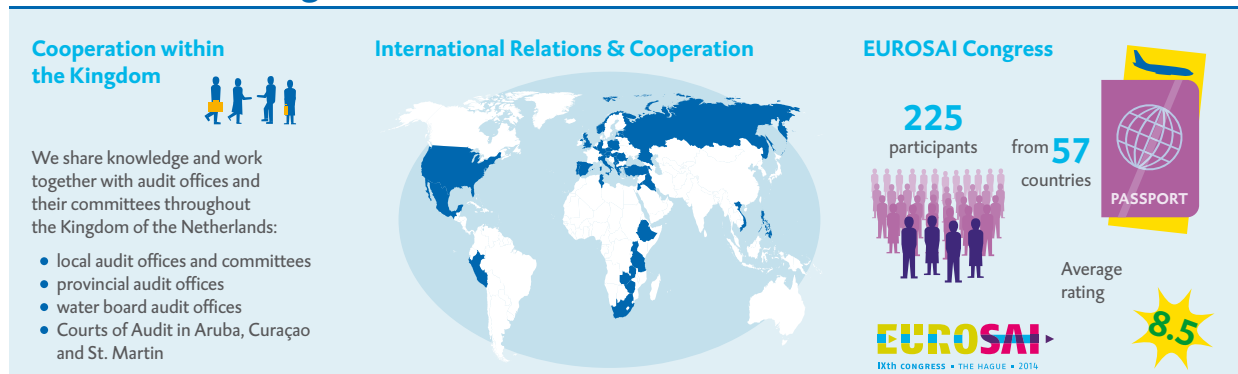 Cooperation within
the Kingdom
We share knowledge and work
together with audit offices and
their committees throughout
the Kingdom of the Netherlands:
• local audit offices and committees
• provincial audit offices
• water board audit offices
• Courts of Audit in Aruba, Curaçao
and St. Martin
International Relations & Cooperation
EUROSAI Congress
225
participants
from 57
countries
PASSPORT
Average
rating
8.5
EUROSAI
IXth CONGRESS ▪ THE HAGUE ▪ 2014